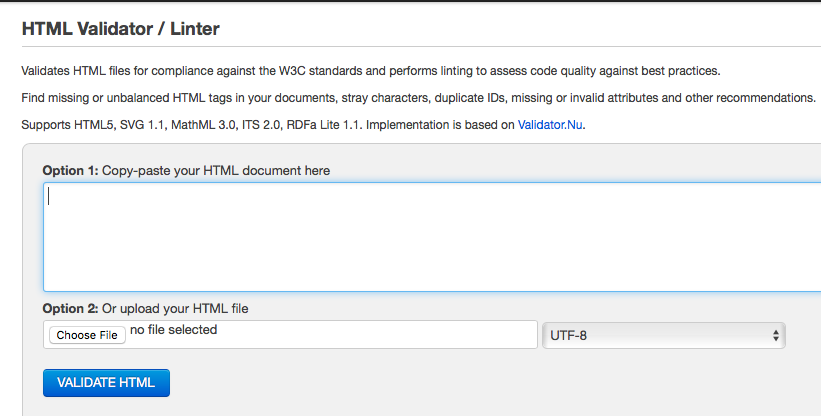 HTML Validator / Linter
Validates HTML files for compliance against the W3C standards and performs linting to assess code quality against best practices.
Find missing or unbalanced HTML tags in your documents, stray characters, duplicate IDs, missing or invalid attributes and other recommendations.
Supports HTML5, SVG 1.1, MathML 3.0, ITS 2.0, RDFa Lite 1.1. Implementation is based on Validator.Nu.
Option 1: Copy-paste your HTML document here
Option 2: Or upload your HTML file
Choose File no file selected UTF-8
VALIDATE HTML